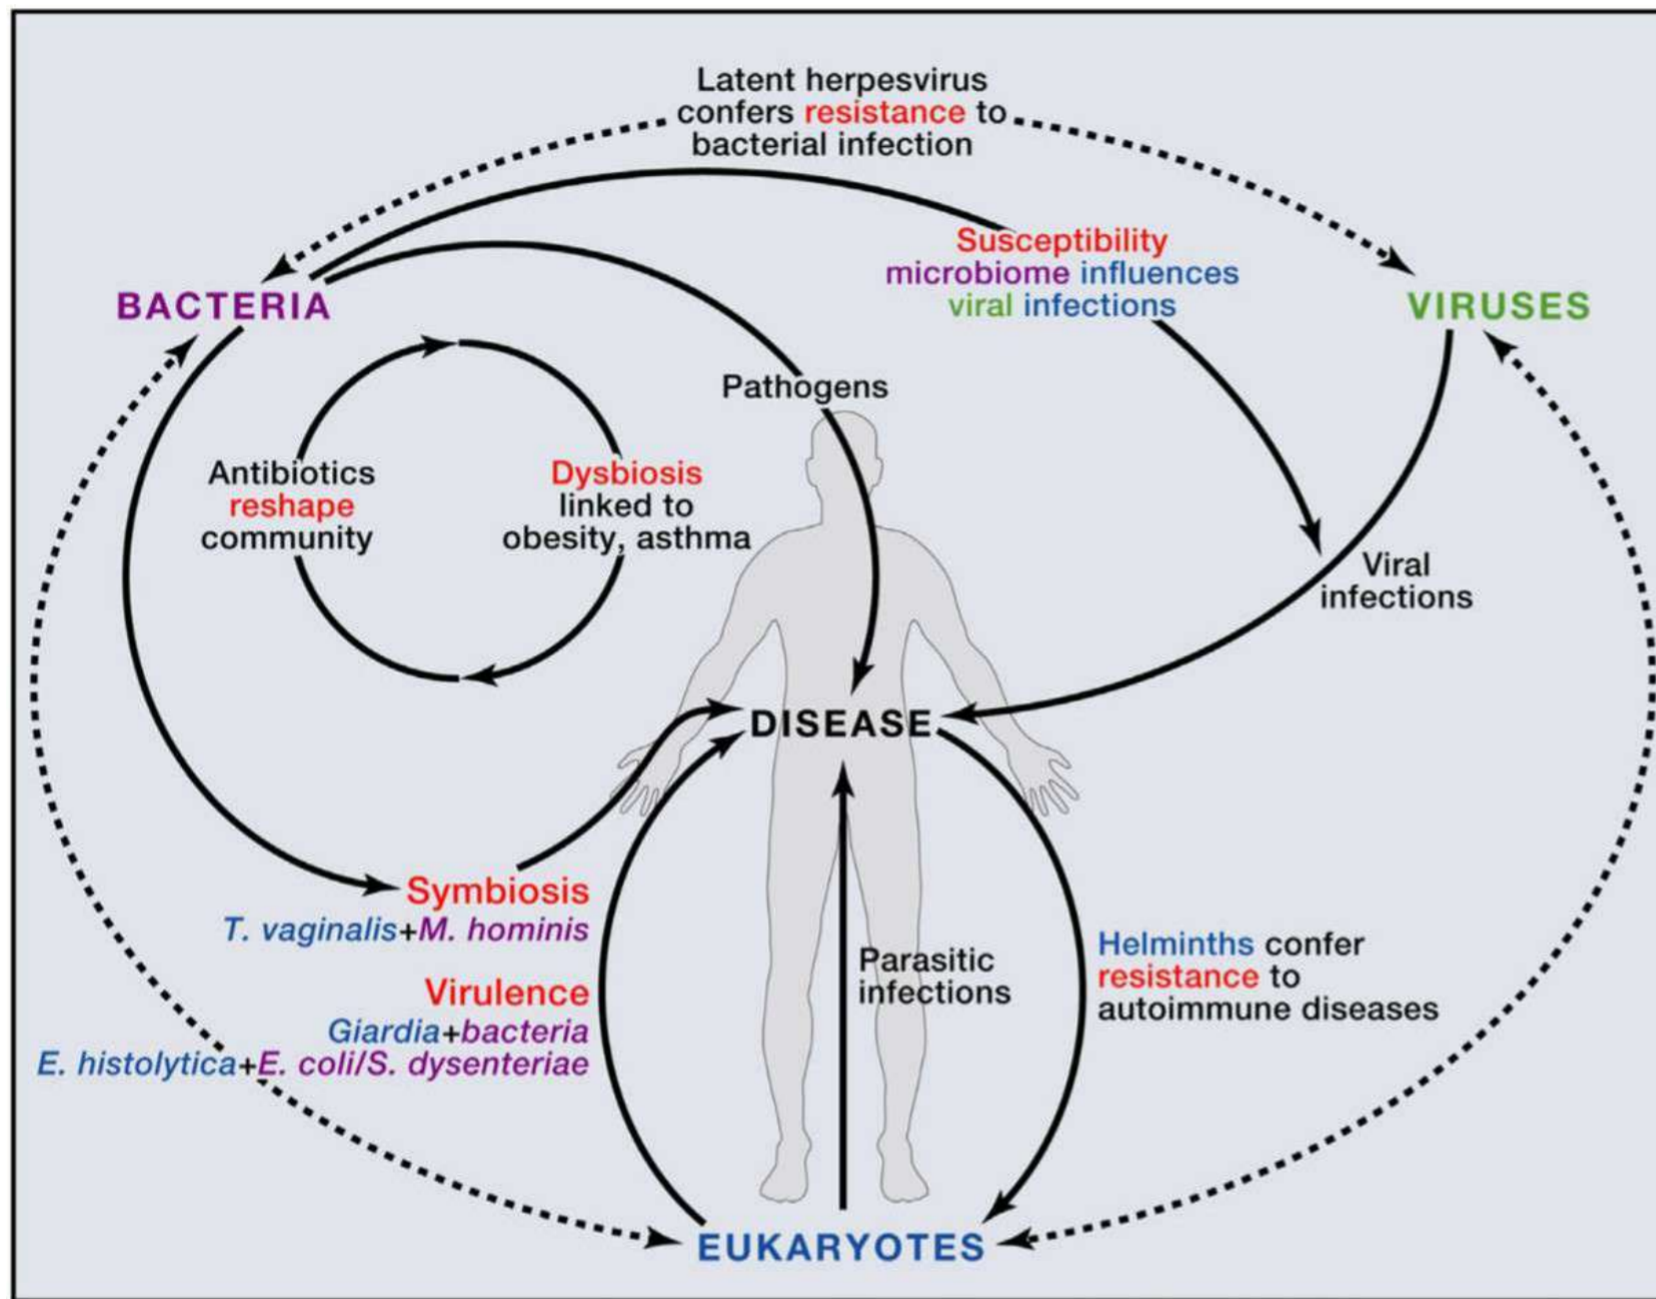 Latent herpesvirus
confers resistance to
bacterial infection
Susceptibility
microbiome influences
viral infections
BACTERIA
VIRUSES
Pathogens
Antibiotics
reshape
community
Dysbiosis
linked to
obesity, asthma
Viral
infections
DISEASE
Symbiosis
T. vaginalis+M. hominis
Virulence
Giardia+bacteria
E. histolytica+E. coli/S. dysenteriae
Parasitic
infections
Helminths confer
resistance to
autoimmune diseases
EUKARYOTES